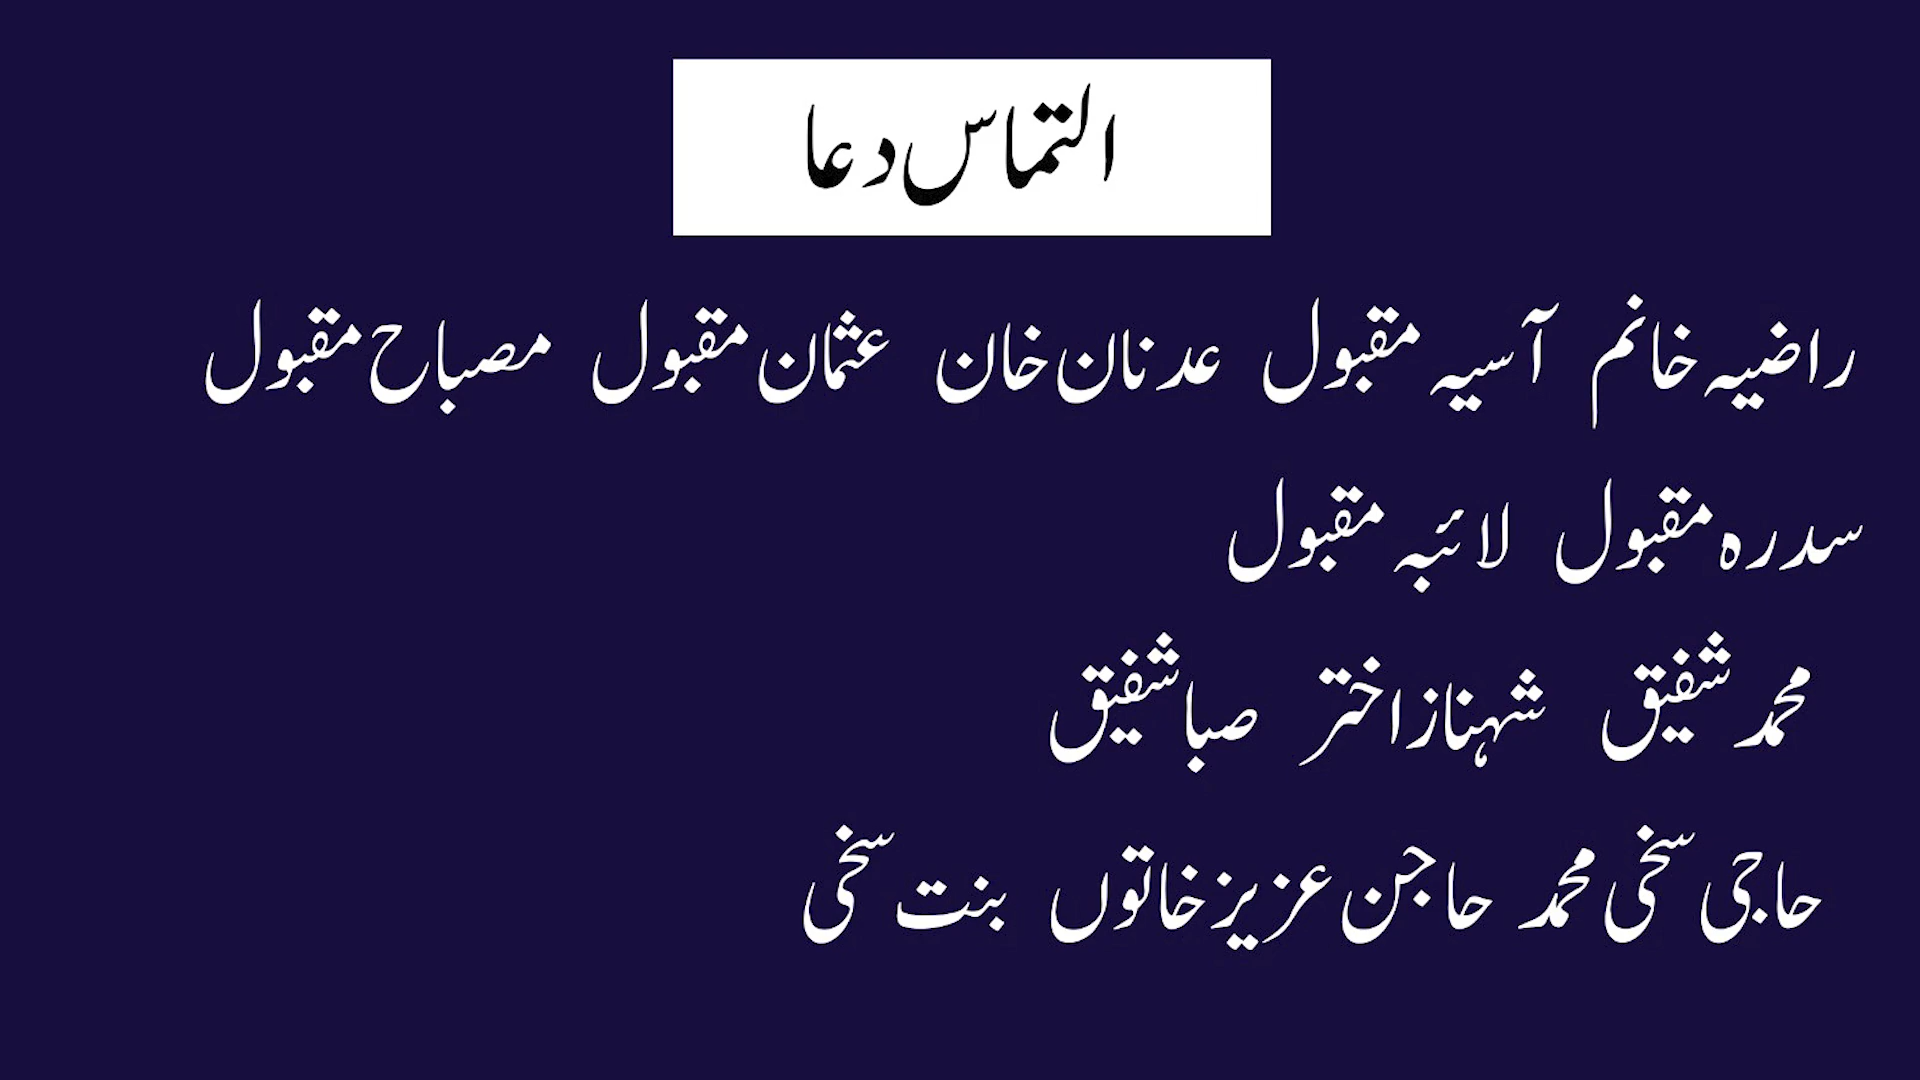 التماس دعا
راضیہ خانم آسیہ مقبول عدنان خان عثمان مقبول مصباح مقبول
سدرہ مقبول لائبہ مقبول
محمد شفیق شہناز اختر صبا شفیق
حاجی سخی محمد حاجن عزیز خاتوں بنت سخی